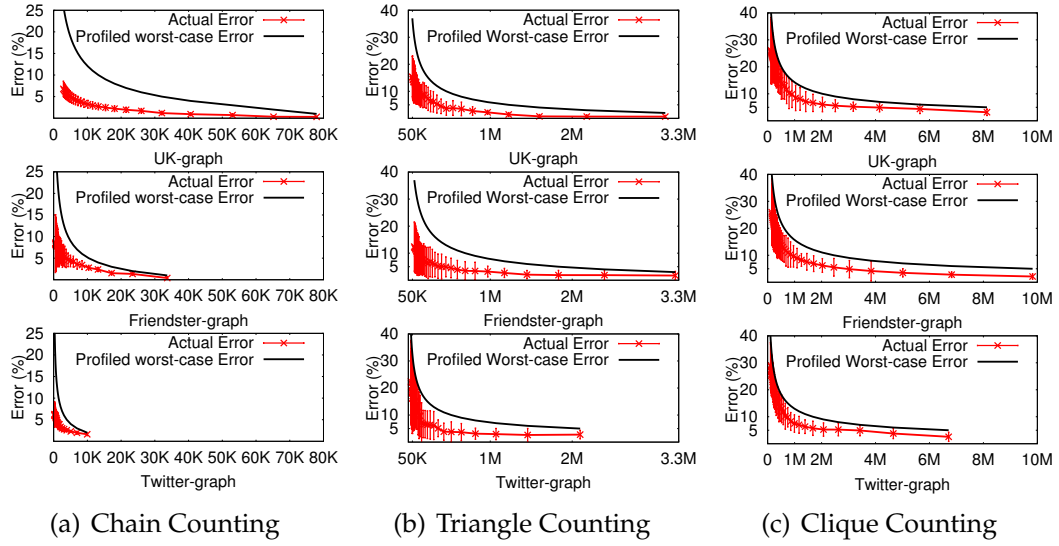 25
20
15
10
5
Error (%)
Actual Error
Profiled worst-case Error
0 10K 20K 30K 40K 50K 60K 70K 80K
UK-graph
40
30
20
10
5
Error (%)
Actual Error
Profiled Worst-case Error
50K 1M 2M 3.3M
UK-graph
40
30
20
10
5
Error (%)
Actual Error
Profiled Worst-case Error
0 1M 2M 4M 6M 8M 10M
UK-graph
25
20
15
10
5
Error (%)
Actual Error
Profiled worst-case Error
0 10K 20K 30K 40K 50K 60K 70K 80K
Friendster-graph
40
30
20
10
5
Error (%)
Actual Error
Profiled Worst-case Error
50K 1M 2M 3.3M
Friendster-graph
40
30
20
10
5
Error (%)
Actual Error
Profiled Worst-case Error
0 1M 2M 4M 6M 8M 10M
Friendster-graph
25
20
15
10
5
Error (%)
Actual Error
Profiled worst-case Error
0 10K 20K 30K 40K 50K 60K 70K 80K
Twitter-graph
40
30
20
10
5
Error (%)
Actual Error
Profiled Worst-case Error
50K 1M 2M 3.3M
Twitter-graph
40
30
20
10
5
Error (%)
Actual Error
Profiled Worst-case Error
0 1M 2M 4M 6M 8M 10M
Twitter-graph
(a) Chain Counting
(b) Triangle Counting
(c) Clique Counting